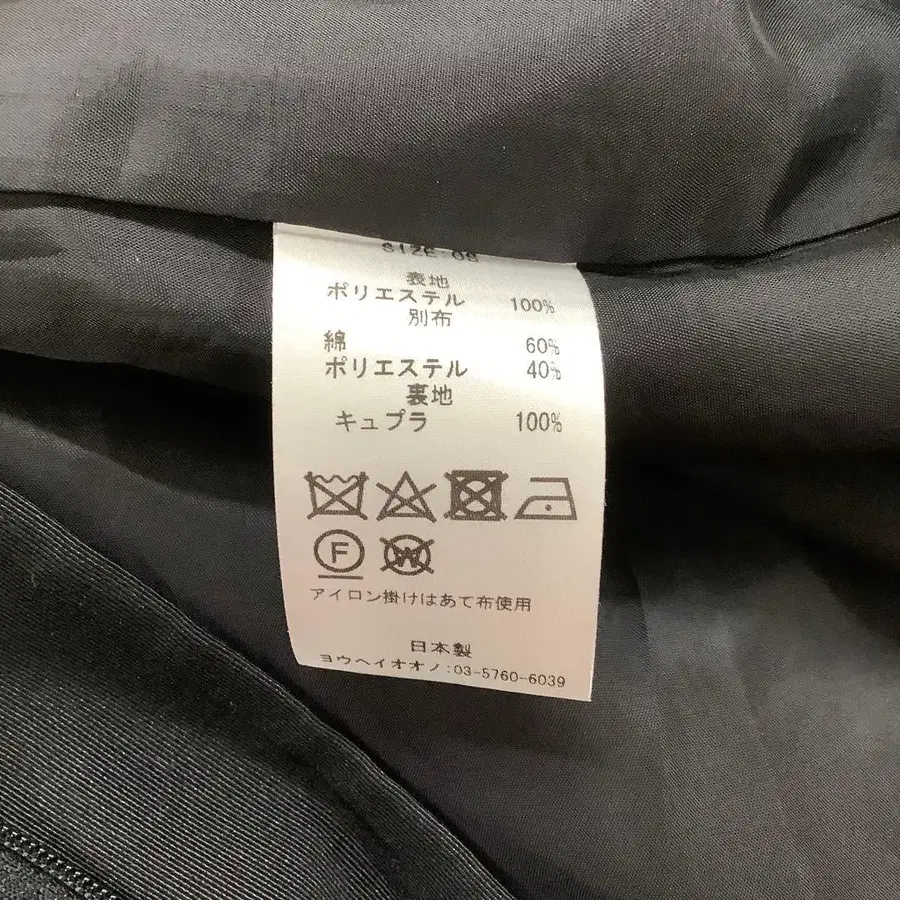 表地
ポリエステル 100%
別布
綿 60%
ポリエステル 40%
裏地
キュプラ 100%
F
W
アイロン掛けはあて布使用
日本製
ヨウヘイオオノ:03-5760-6039